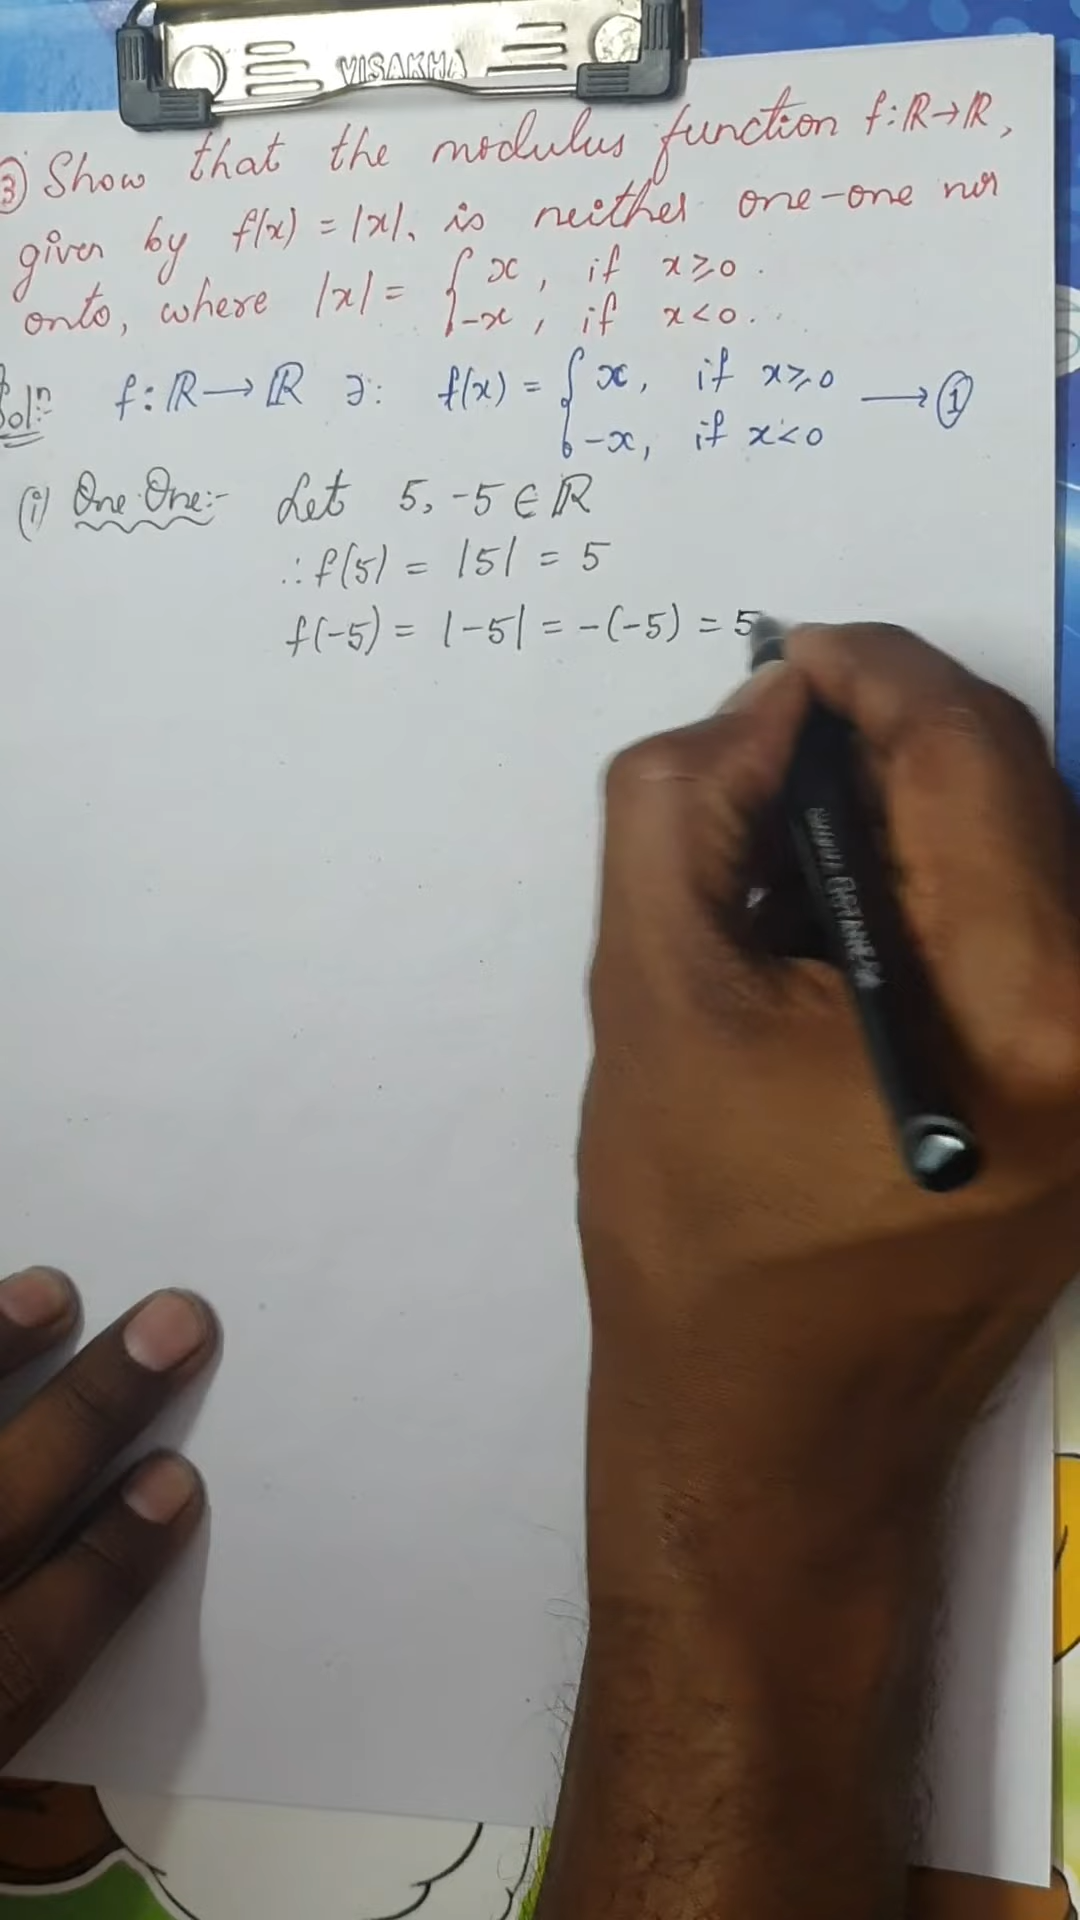 VISAKHA
③ Show that the modulus function f: ℝ→ℝ,
given by f(x) = |x|, is neither one-one nor
onto, where |x| = { x, if x ≥ 0.
-x, if x < 0.
Solⁿ:- f: ℝ → ℝ ∋: f(x) = { x, if x ≥ 0 → ①
-x, if x < 0
(i) One-One:- Let 5, -5 ∈ ℝ
∴ f(5) = |5| = 5
f(-5) = |-5| = -(-5) = 5